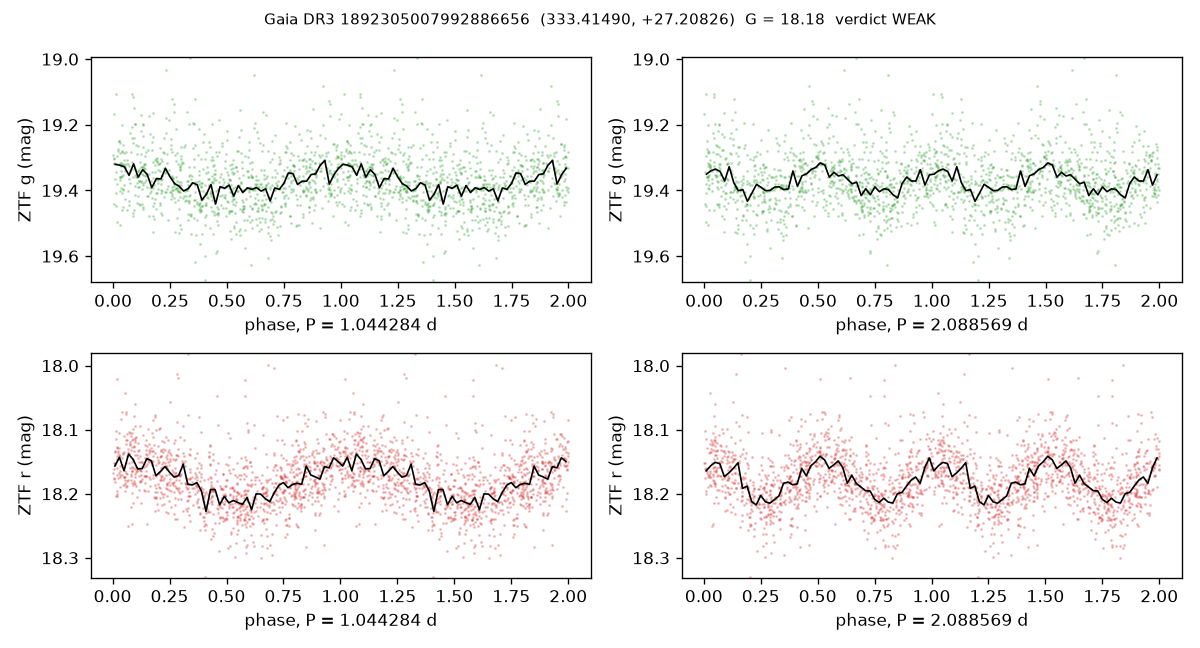 Gaia DR3 1892305007992886656 (333.41490, +27.20826) G = 18.18 verdict WEAK
ZTF g (mag)
19.0
19.2
19.4
19.6
0.00 0.25 0.50 0.75 1.00 1.25 1.50 1.75 2.00
phase, P = 1.044284 d
ZTF g (mag)
19.0
19.2
19.4
19.6
0.00 0.25 0.50 0.75 1.00 1.25 1.50 1.75 2.00
phase, P = 2.088569 d
ZTF r (mag)
18.0
18.1
18.2
18.3
0.00 0.25 0.50 0.75 1.00 1.25 1.50 1.75 2.00
phase, P = 1.044284 d
ZTF r (mag)
18.0
18.1
18.2
18.3
0.00 0.25 0.50 0.75 1.00 1.25 1.50 1.75 2.00
phase, P = 2.088569 d